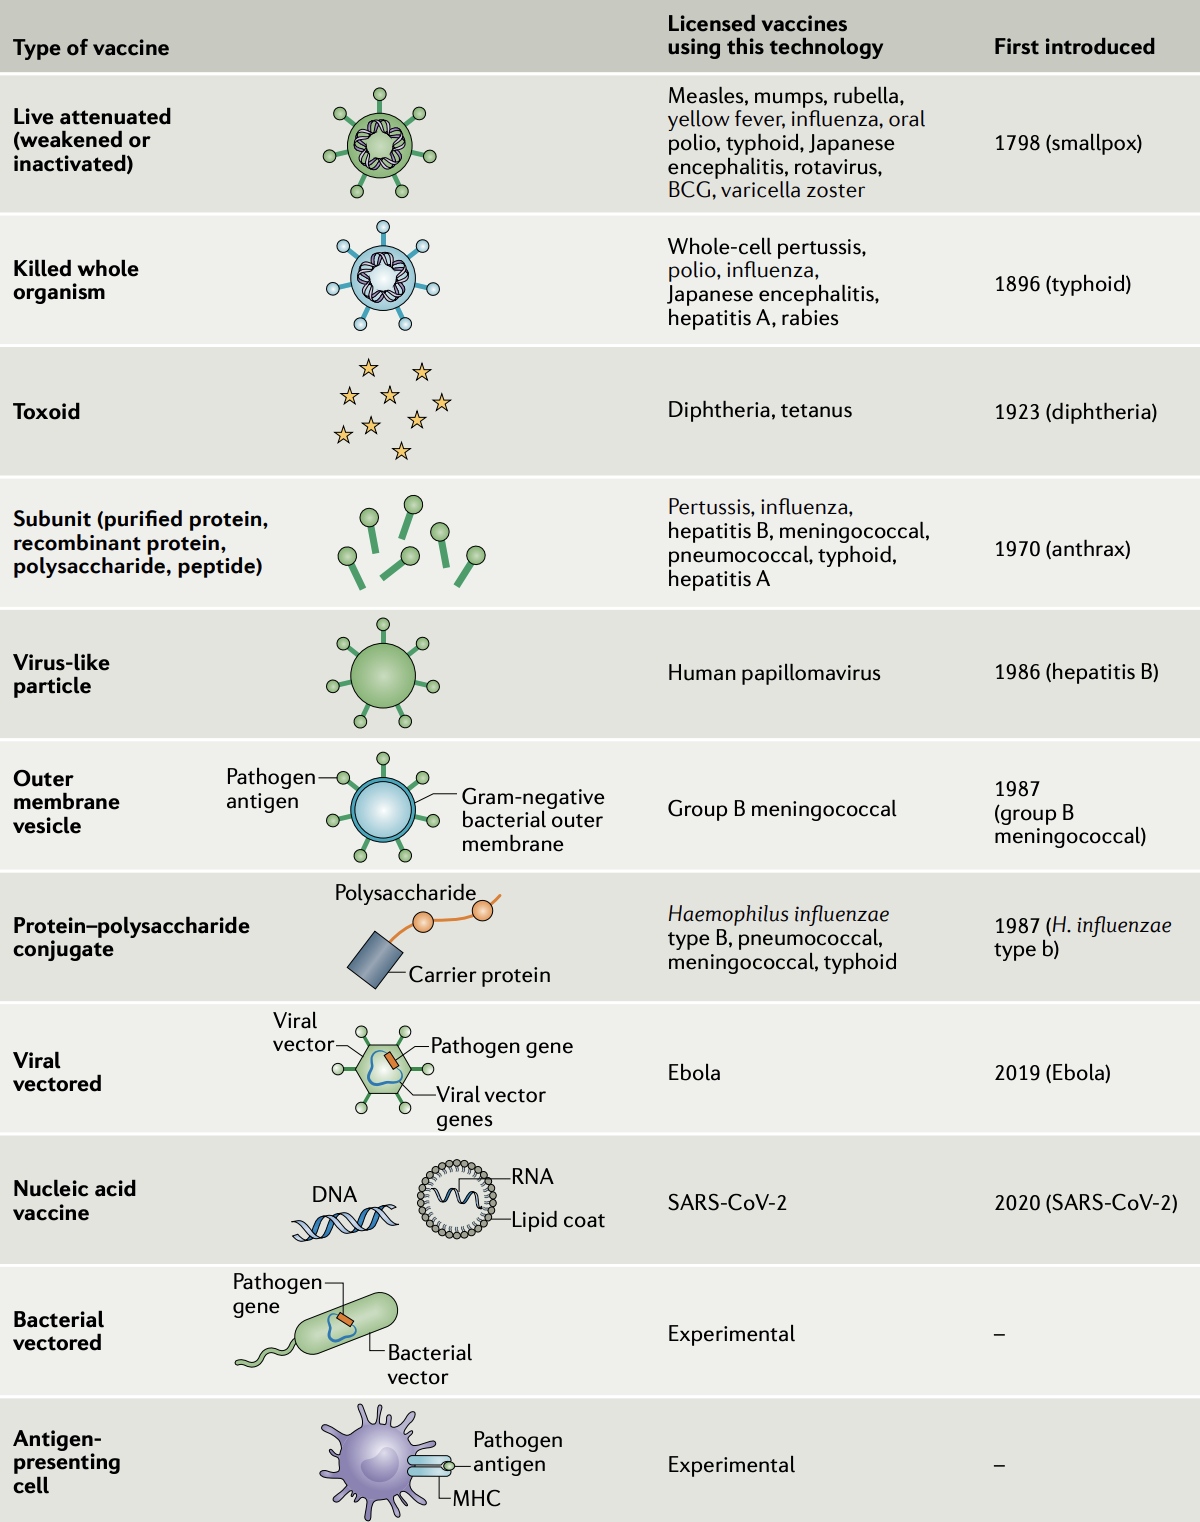 Type of vaccine
Licensed vaccines
using this technology
First introduced
Live attenuated
(weakened or
inactivated)
Measles, mumps, rubella,
yellow fever, influenza, oral
polio, typhoid, Japanese
encephalitis, rotavirus,
BCG, varicella zoster
1798 (smallpox)
Killed whole
organism
Whole-cell pertussis,
polio, influenza,
Japanese encephalitis,
hepatitis A, rabies
1896 (typhoid)
Toxoid
Diphtheria, tetanus
1923 (diphtheria)
Subunit (purified protein,
recombinant protein,
polysaccharide, peptide)
Pertussis, influenza,
hepatitis B, meningococcal,
pneumococcal, typhoid,
hepatitis A
1970 (anthrax)
Virus-like
particle
Human papillomavirus
1986 (hepatitis B)
Outer
membrane
vesicle
Pathogen
antigen
Gram-negative
bacterial outer
membrane
Group B meningococcal
1987
(group B
meningococcal)
Protein–polysaccharide
conjugate
Polysaccharide
Carrier protein
Haemophilus influenzae
type B, pneumococcal,
meningococcal, typhoid
1987 (H. influenzae
type b)
Viral
vectored
Viral
vector
Pathogen gene
Viral vector
genes
Ebola
2019 (Ebola)
Nucleic acid
vaccine
DNA
RNA
Lipid coat
SARS-CoV-2
2020 (SARS-CoV-2)
Bacterial
vectored
Pathogen
gene
Bacterial
vector
Experimental
–
Antigen-
presenting
cell
Pathogen
antigen
MHC
Experimental
–